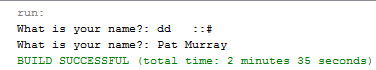 run:
What is your name?: dd   ::#
What is your name?: Pat Murray
BUILD SUCCESSFUL (total time: 2 minutes 35 seconds)